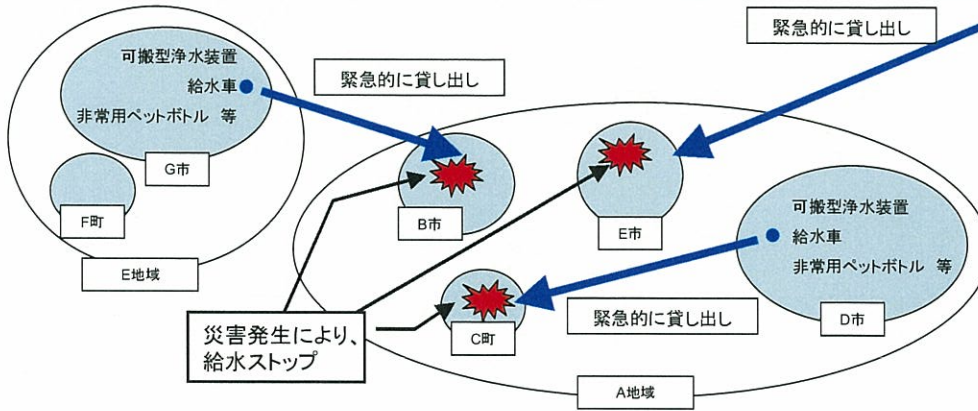 緊急的に貸し出し
可搬型浄水装置
給水車
非常用ペットボトル 等
G市
F町
E地域
緊急的に貸し出し
B市
E市
可搬型浄水装置
給水車
非常用ペットボトル 等
D市
C町
緊急的に貸し出し
災害発生により、
給水ストップ
A地域